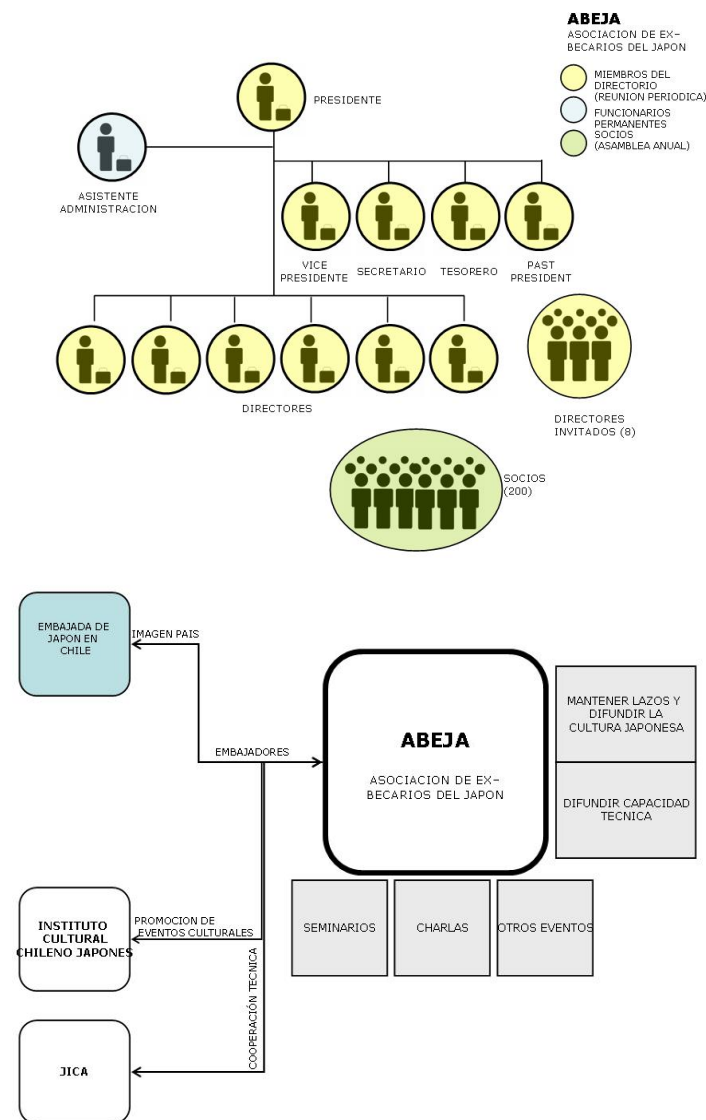 ABEJA
ASOCIACION DE EX-
BECARIOS DEL JAPON
MIEMBROS DEL
DIRECTORIO
(REUNION PERIODICA)
FUNCIONARIOS
PERMANENTES
SOCIOS
(ASAMBLEA ANUAL)
PRESIDENTE
ASISTENTE
ADMINISTRACION
VICE
PRESIDENTE
SECRETARIO
TESORERO
PAST
PRESIDENT
DIRECTORES
DIRECTORES
INVITADOS (8)
SOCIOS
(200)
EMBAJADA DE
JAPON EN
CHILE
IMAGEN PAIS
EMBAJADORES
ABEJA
ASOCIACION DE EX-
BECARIOS DEL JAPON
MANTENER LAZOS Y
DIFUNDIR LA
CULTURA JAPONESA
DIFUNDIR CAPACIDAD
TECNICA
SEMINARIOS
CHARLAS
OTROS EVENTOS
INSTITUTO
CULTURAL
CHILENO JAPONES
PROMOCION DE
EVENTOS CULTURALES
COOPERACIÓN TECNICA
JICA